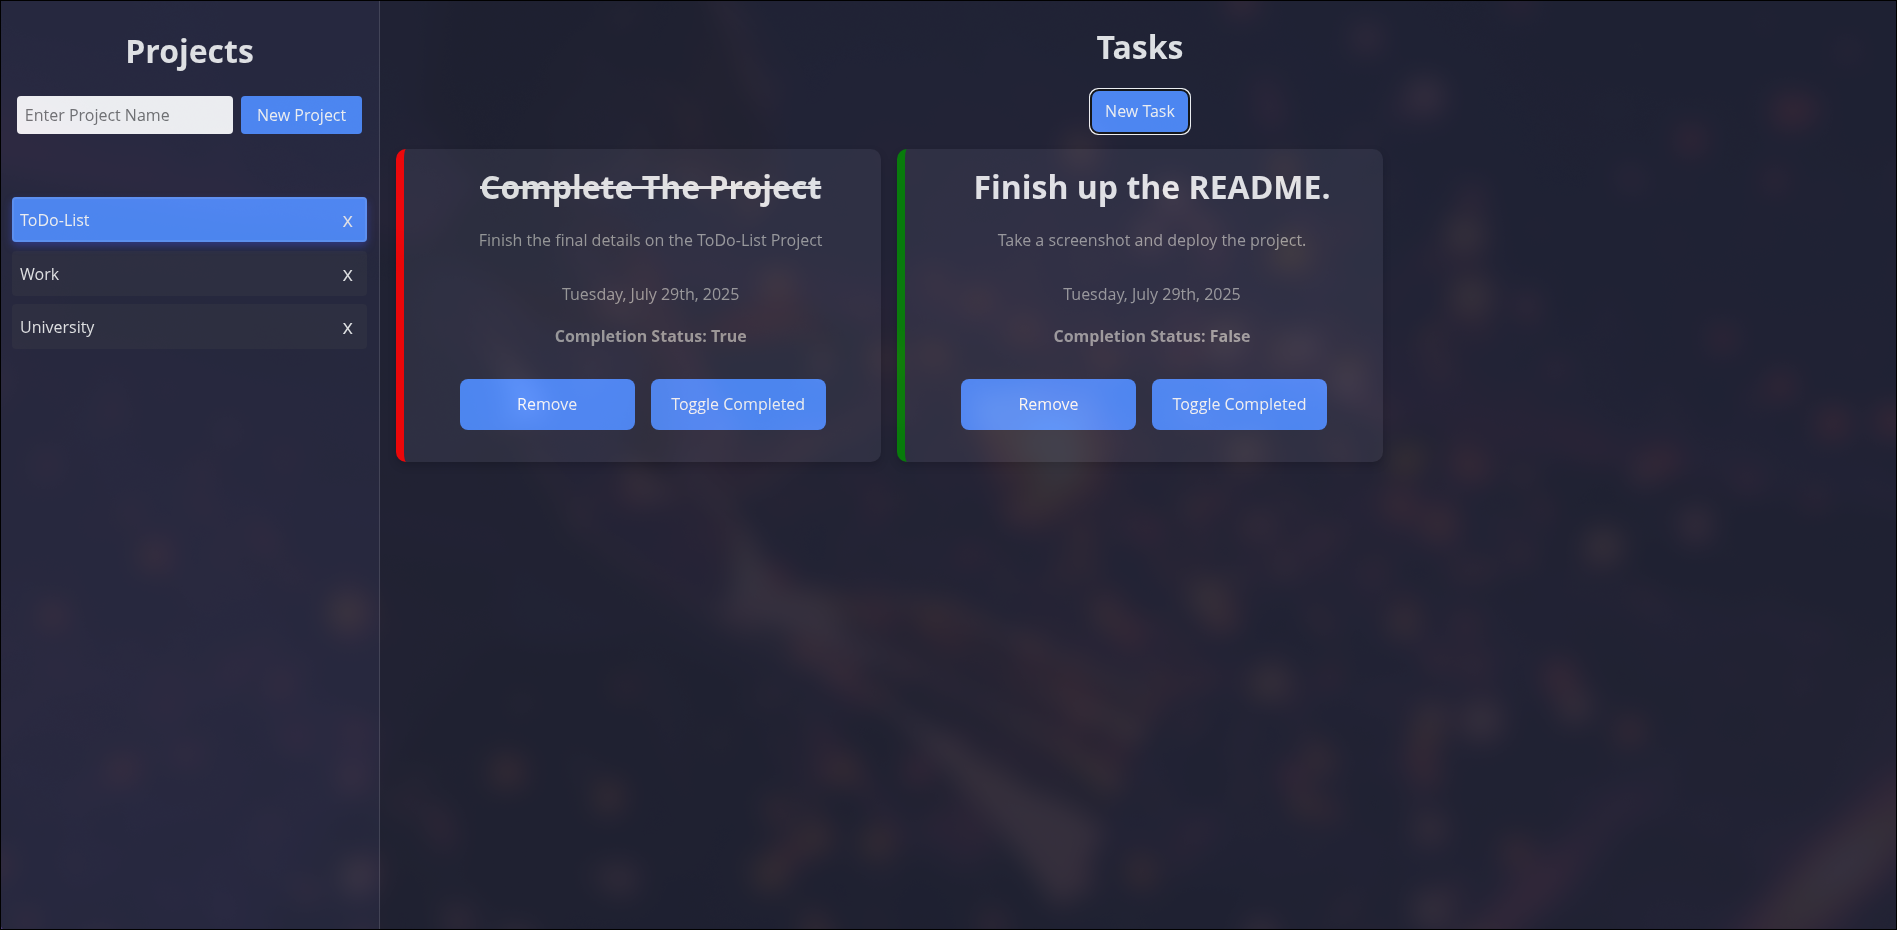 Projects
Enter Project Name
New Project
ToDo-List
x
Work
x
University
x
Tasks
New Task
Complete The Project
Finish the final details on the ToDo-List Project
Tuesday, July 29th, 2025
Completion Status: True
Remove
Toggle Completed
Finish up the README.
Take a screenshot and deploy the project.
Tuesday, July 29th, 2025
Completion Status: False
Remove
Toggle Completed